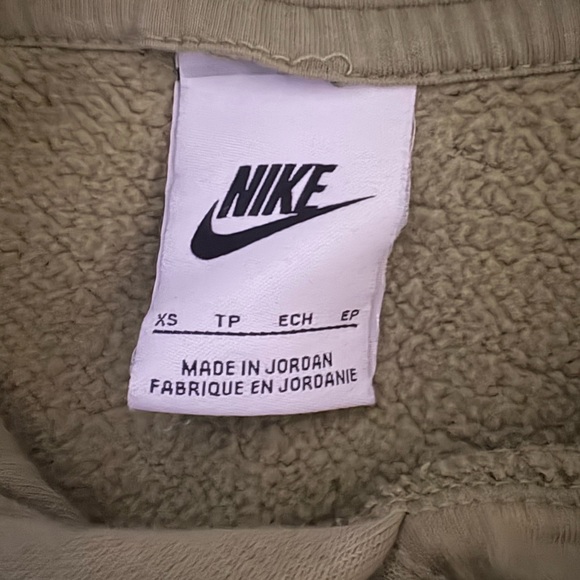 NIKE
XS TP ECH EP
MADE IN JORDAN
FABRIQUE EN JORDANIE